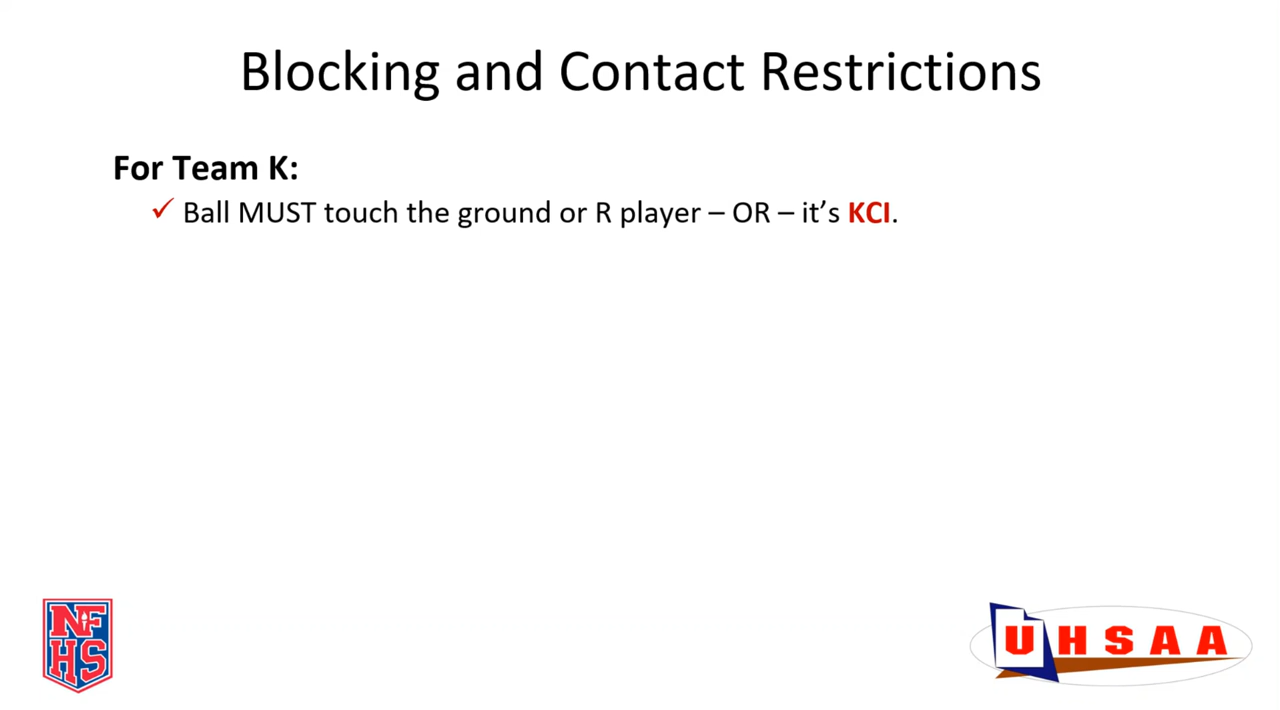 Blocking and Contact Restrictions
For Team K:
✓ Ball MUST touch the ground or R player – OR – it’s KCI.
NF
HS
UHSAA